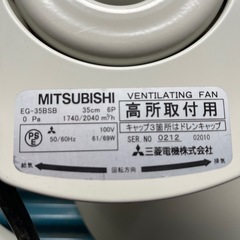 MITSUBISHI
VENTILATING FAN
EG-35BSB 35cm 6P
0 Pa 1740/2040 m³/h
高所取付用
PS E
100V
50/60Hz 61/69W
キャップ3箇所はドレンキャップ
SER.NO 0212 02010
三菱電機株式会社
給気 回転方向 排気